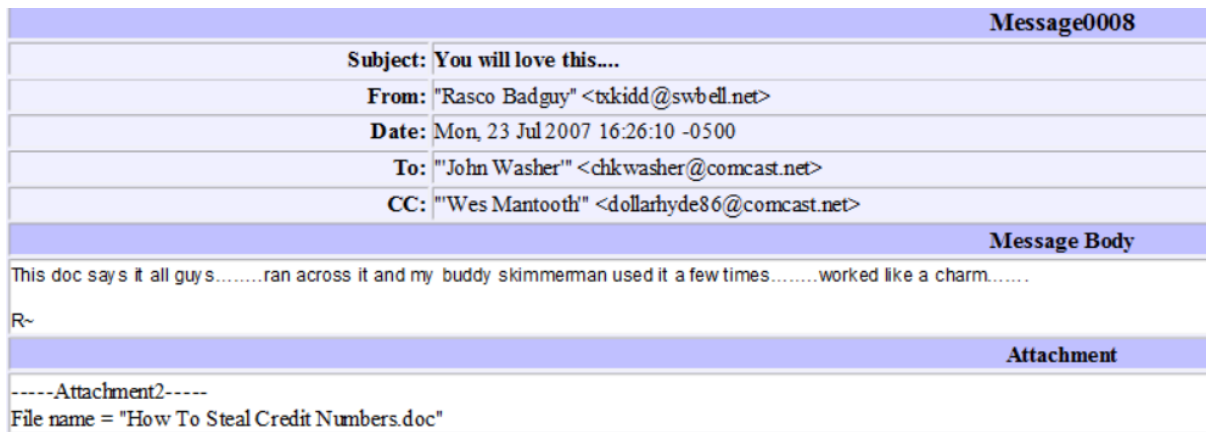 Message0008
Subject: You will love this....
From: "Rasco Badguy" <txkidd@swbell.net>
Date: Mon, 23 Jul 2007 16:26:10 -0500
To: "'John Washer'" <chkwasher@comcast.net>
CC: "'Wes Mantooth'" <dollarhyde86@comcast.net>
Message Body
This doc says it all guys........ran across it and my buddy skimmerman used it a few times........worked like a charm.......
R~
Attachment
-----Attachment2-----
File name = "How To Steal Credit Numbers.doc"